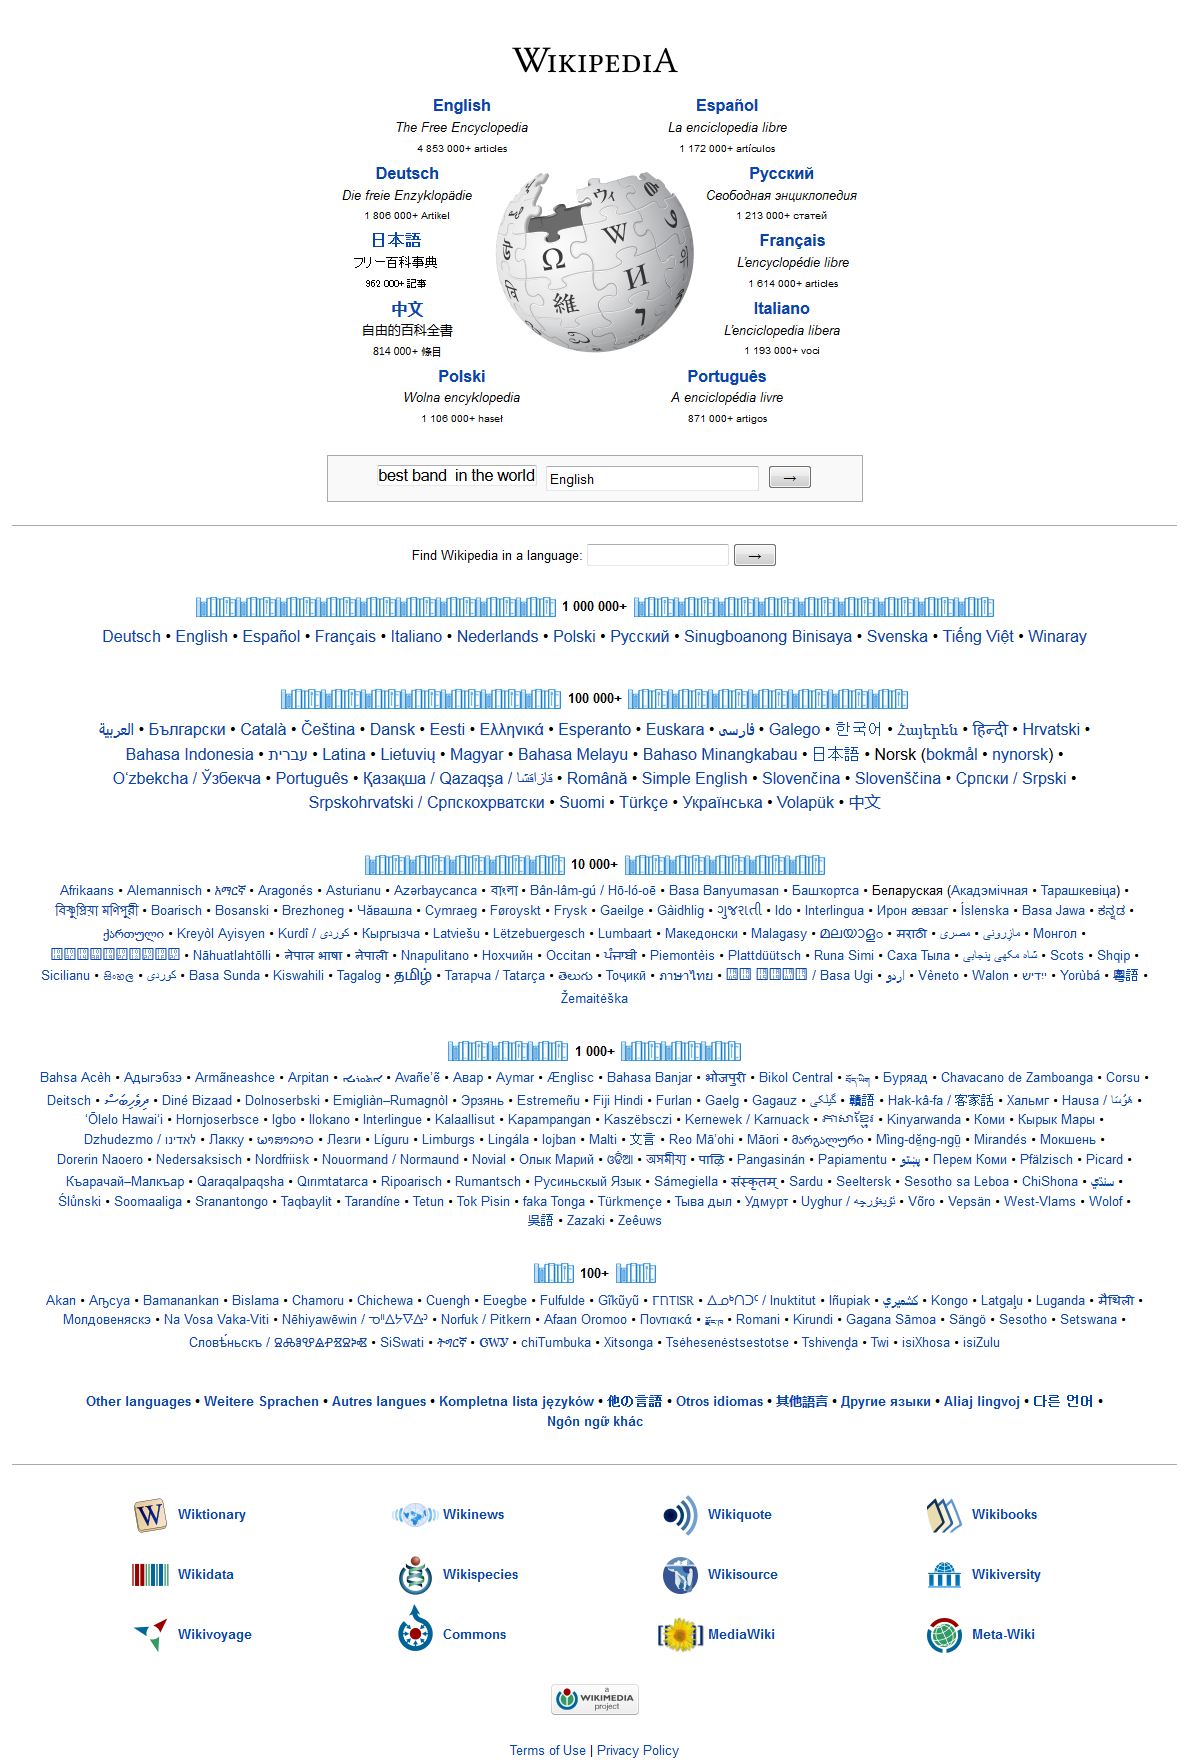 WIKIPEDIA
English
The Free Encyclopedia
4 853 000+ articles
Español
La enciclopedia libre
1 172 000+ artículos
Deutsch
Die freie Enzyklopädie
1 806 000+ Artikel
Русский
Свободная энциклопедия
1 213 000+ статей
日本語
フリー百科事典
962 000+ 記事
Français
L'encyclopédie libre
1 614 000+ articles
中文
自由的百科全書
814 000+ 條目
Italiano
L'enciclopedia libera
1 193 000+ voci
Polski
Wolna encyklopedia
1 106 000+ haseł
Português
A enciclopédia livre
871 000+ artigos
best band  in the world English →
Find Wikipedia in a language: →
1 000 000+
Deutsch • English • Español • Français • Italiano • Nederlands • Polski • Русский • Sinugboanong Binisaya • Svenska • Tiếng Việt • Winaray
100 000+
العربية • Български • Català • Čeština • Dansk • Eesti • Ελληνικά • Esperanto • Euskara • فارسی • Galego • 한국어 • Հայերեն • हिन्दी • Hrvatski •
Bahasa Indonesia • עברית • Latina • Lietuvių • Magyar • Bahasa Melayu • Bahaso Minangkabau • 日本語 • Norsk (bokmål • nynorsk) •
O'zbekcha / Ўзбекча • Português • Қазақша / Qazaqşa / قازاقشا • Română • Simple English • Slovenčina • Slovenščina • Српски / Srpski •
Srpskohrvatski / Српскохрватски • Suomi • Türkçe • Українська • Volapük • 中文
10 000+
Afrikaans • Alemannisch • አማርኛ • Aragonés • Asturianu • Azərbaycanca • বাংলা • Bân-lâm-gú / Hō-ló-oē • Basa Banyumasan • Башҡортса • Беларуская (Акадэмічная • Тарашкевіца) •
বিষ্ণুপ্রিয়া মণিপুরী • Boarisch • Bosanski • Brezhoneg • Чӑвашла • Cymraeg • Føroyskt • Frysk • Gaeilge • Gàidhlig • ગુજરાતી • Ido • Interlingua • Ирон æвзаг • Íslenska • Basa Jawa • ಕನ್ನಡ •
ქართული • Kreyòl Ayisyen • Kurdî / كوردی • Кыргызча • Latviešu • Lëtzebuergesch • Lumbaart • Македонски • Malagasy • മലയാളം • मराठी • مصرى • مازِرونی • Монгол •
• Nāhuatlahtōlli • नेपाल भाषा • नेपाली • Nnapulitano • Нохчийн • Occitan • ਪੰਜਾਬੀ • Piemontèis • Plattdüütsch • Runa Simi • Саха Тыла • شاہ مکھی پنجابی • Scots • Shqip •
Sicilianu • සිංහල • كوردی • Basa Sunda • Kiswahili • Tagalog • தமிழ் • Татарча / Tatarça • తెలుగు • Тоҷикӣ • ภาษาไทย • / Basa Ugi • اردو • Vèneto • Walon • ייִדיש • Yorùbá • 粵語 •
Žemaitėška
1 000+
Bahsa Acèh • Адыгэбзэ • Armãneashce • Arpitan • ܐܬܘܪܝܐ • Avañe'ẽ • Авар • Aymar • Ænglisc • Bahasa Banjar • भोजपुरी • Bikol Central • བོད་ཡིག • Буряад • Chavacano de Zamboanga • Corsu •
Deitsch • ދިވެހިބަސް • Diné Bizaad • Dolnoserbski • Emigliàn–Rumagnòl • Эрзянь • Estremeñu • Fiji Hindi • Furlan • Gaelg • Gagauz • گیلکی • 贛語 • Hak-kâ-fa / 客家話 • Хальмг • Hausa / هَوُسَا •
'Ōlelo Hawai'i • Hornjoserbsce • Igbo • Ilokano • Interlingue • Kalaallisut • Kapampangan • Kaszëbsczi • Kernewek / Karnuack • ភាសាខ្មែរ • Kinyarwanda • Коми • Кырык Мары •
Dzhudezmo / לאדינו • Лакку • ພາສາລາວ • Лезги • Líguru • Limburgs • Lingála • lojban • Malti • 文言 • Reo Mā'ohi • Māori • მარგალური • Mìng-dĕ̤ng-ngṳ̄ • Mirandés • Мокшень •
Dorerin Naoero • Nedersaksisch • Nordfriisk • Nouormand / Normaund • Novial • Олык Марий • ଓଡି଼ଆ • অসমীযা় • पाऴि • Pangasinán • Papiamentu • پښتو • Перем Коми • Pfälzisch • Picard •
Къарачай–Малкъар • Qaraqalpaqsha • Qırımtatarca • Ripoarisch • Rumantsch • Русиньскый Язык • Sámegiella • संस्कृतम् • Sardu • Seeltersk • Sesotho sa Leboa • ChiShona • سنڌي •
Ślůnski • Soomaaliga • Sranantongo • Taqbaylit • Tarandíne • Tetun • Tok Pisin • faka Tonga • Türkmençe • Тыва дыл • Удмурт • Uyghur / ئۇيغۇرچه • Võro • Vepsän • West-Vlams • Wolof •
吳語 • Zazaki • Zeêuws
100+
Akan • Аҧсуа • Bamanankan • Bislama • Chamoru • Chichewa • Cuengh • Eʋegbe • Fulfulde • Gĩkũyũ • 𐌲𐌿𐍄𐌹𐍃𐌺 • ᐃᓄᒃᑎᑐᑦ / Inuktitut • Iñupiak • كشميري • Kongo • Latgaļu • Luganda • मैथिली •
Молдовеняскэ • Na Vosa Vaka-Viti • Nēhiyawēwin / ᓀᐦᐃᔭᐍᐏᐣ • Norfuk / Pitkern • Afaan Oromoo • Ποντιακά • རྫོང་ཁ • Romani • Kirundi • Gagana Sāmoa • Sängö • Sesotho • Setswana •
Словѣ́ньскъ / ⰔⰎⰑⰂⰡⰐⰠⰔⰍⰟ • SiSwati • ትግርኛ • ᏣᎳᎩ • chiTumbuka • Xitsonga • Tsėhesenėstsestotse • Tshivenḓa • Twi • isiXhosa • isiZulu
Other languages • Weitere Sprachen • Autres langues • Kompletna lista języków • 他の言語 • Otros idiomas • 其他語言 • Другие языки • Aliaj lingvoj • 다른 언어 •
Ngôn ngữ khác
Wiktionary
Wikinews
Wikiquote
Wikibooks
Wikidata
Wikispecies
Wikisource
Wikiversity
Wikivoyage
Commons
MediaWiki
Meta-Wiki
a
WIKIMEDIA
project
Terms of Use | Privacy Policy